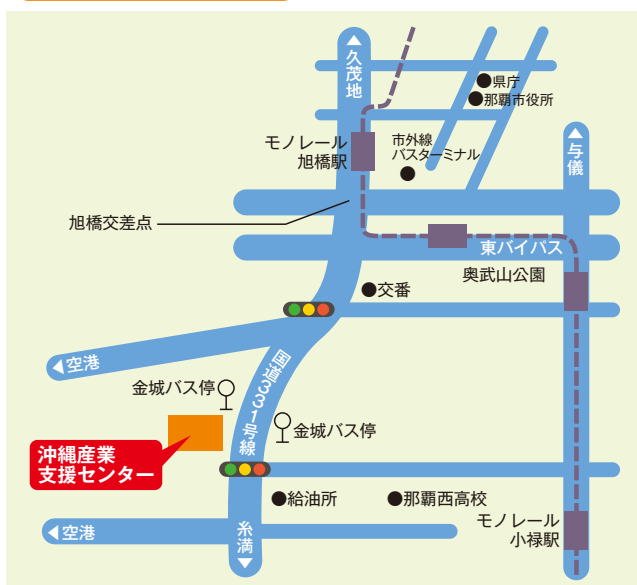 ▲久茂地
●県庁
●那覇市役所
▲与儀
モノレール
旭橋駅
市外線
バスターミナル
旭橋交差点
東バイパス
奥武山公園
●交番
◀空港
国道331号線
金城バス停
金城バス停
沖縄産業
支援センター
●給油所
●那覇西高校
モノレール
小禄駅
◀空港
糸満▼